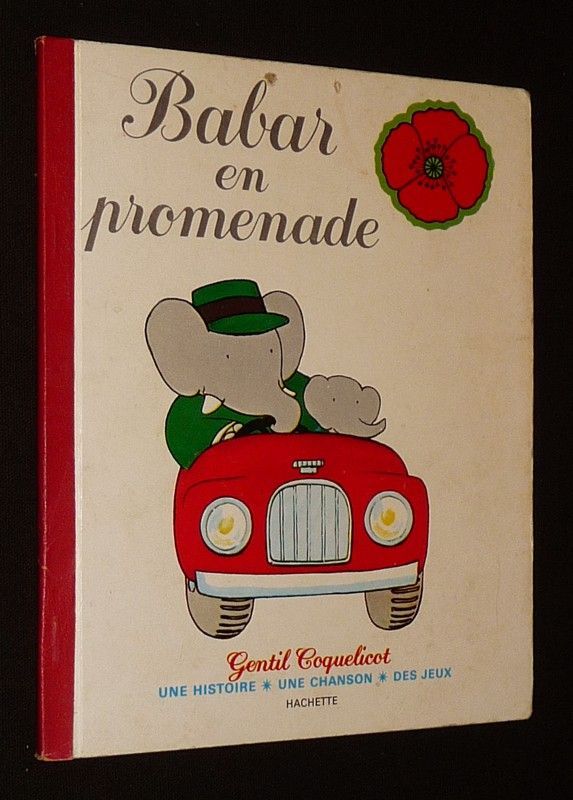 Babar
en
promenade
Gentil Coquelicot
UNE HISTOIRE * UNE CHANSON * DES JEUX
HACHETTE